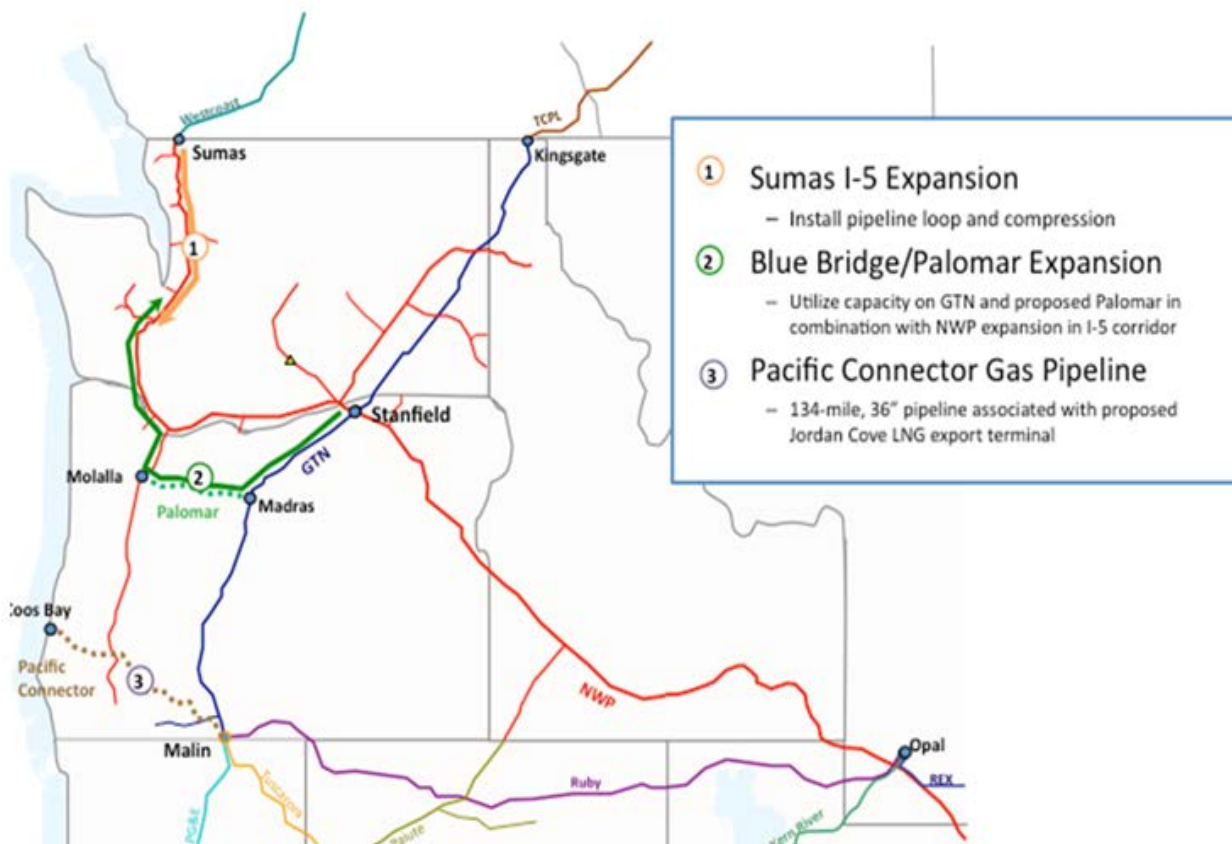 Westcoast
TCPL
Sumas
Kingsgate
1
Stanfield
GTN
Molalla
2
Palomar
Madras
Coos Bay
Pacific
Connector
3
NWP
Malin
Opal
Ruby
REX
Tuscarora
PG&E
Paiute
Kern River
1 Sumas I-5 Expansion
– Install pipeline loop and compression
2 Blue Bridge/Palomar Expansion
– Utilize capacity on GTN and proposed Palomar in
combination with NWP expansion in I-5 corridor
3 Pacific Connector Gas Pipeline
– 134-mile, 36” pipeline associated with proposed
Jordan Cove LNG export terminal